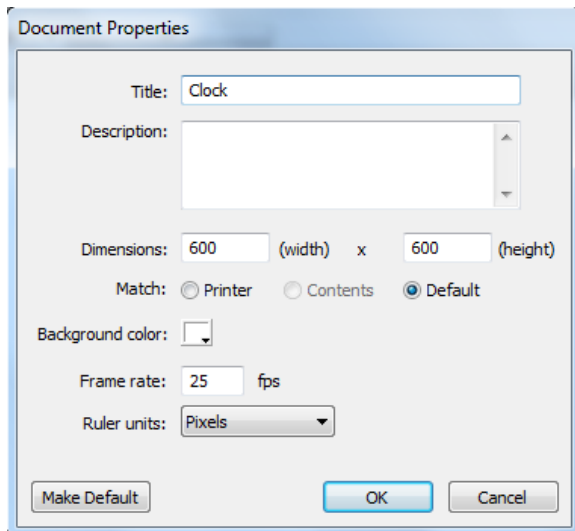 Document Properties
Title: Clock
Description:
Dimensions: 600 (width) x 600 (height)
Match: Printer Contents Default
Background color:
Frame rate: 25 fps
Ruler units: Pixels
Make Default OK Cancel